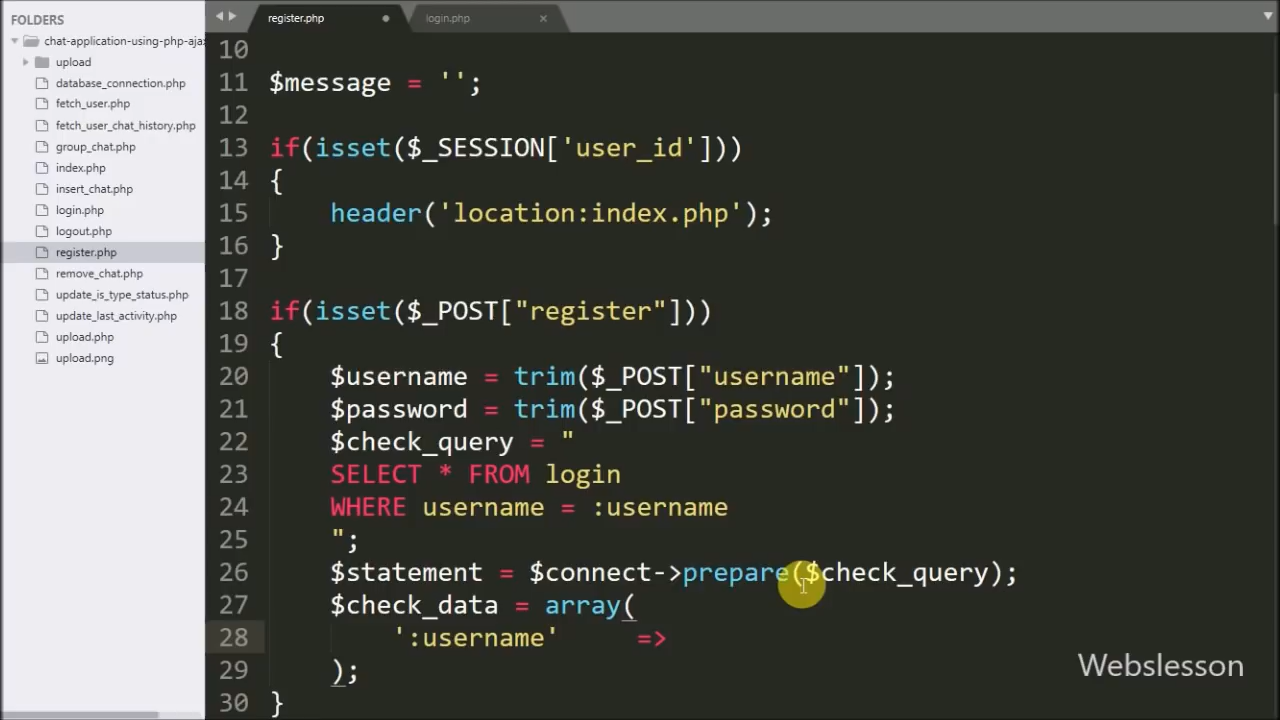 FOLDERS
chat-application-using-php-aja
upload
database_connection.php
fetch_user.php
fetch_user_chat_history.php
group_chat.php
index.php
insert_chat.php
login.php
logout.php
register.php
remove_chat.php
update_is_type_status.php
update_last_activity.php
upload.php
upload.png
register.php
login.php
10
11 $message = '';
12
13 if(isset($_SESSION['user_id']))
14 {
15 header('location:index.php');
16 }
17
18 if(isset($_POST["register"]))
19 {
20 $username = trim($_POST["username"]);
21 $password = trim($_POST["password"]);
22 $check_query = "
23 SELECT * FROM login
24 WHERE username = :username
25 ";
26 $statement = $connect->prepare($check_query);
27 $check_data = array(
28 ':username' =>
29 );
30 }
Webslesson